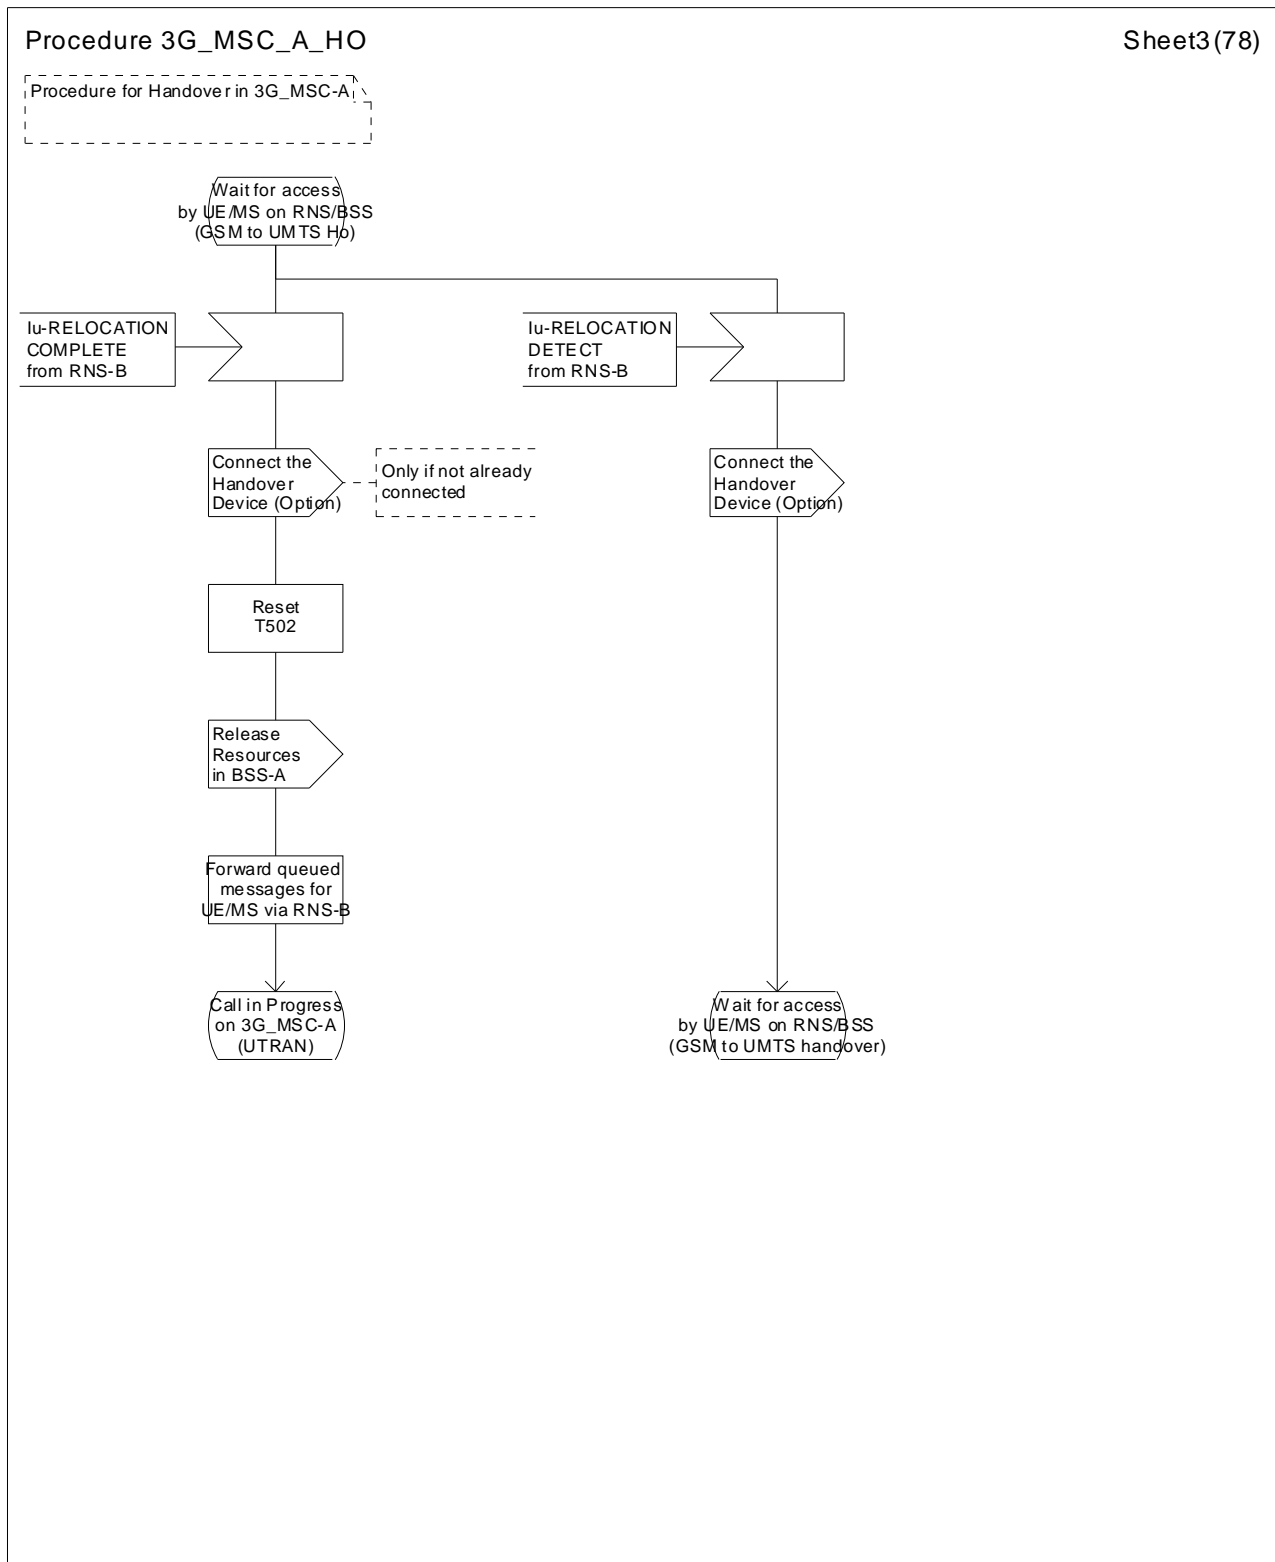 Procedure 3G_MSC_A_HO
Sheet3(78)
Procedure for Handover in 3G_MSC-A
Wait for access
by UE/MS on RNS/BSS
(GSM to UMTS Ho)
Iu-RELOCATION
COMPLETE
from RNS-B
Iu-RELOCATION
DETECT
from RNS-B
Connect the
Handover
Device (Option)
Only if not already
connected
Connect the
Handover
Device (Option)
Reset
T502
Release
Resources
in BSS-A
Forward queued
messages for
UE/MS via RNS-B
Call in Progress
on 3G_MSC-A
(UTRAN)
Wait for access
by UE/MS on RNS/BSS
(GSM to UMTS handover)